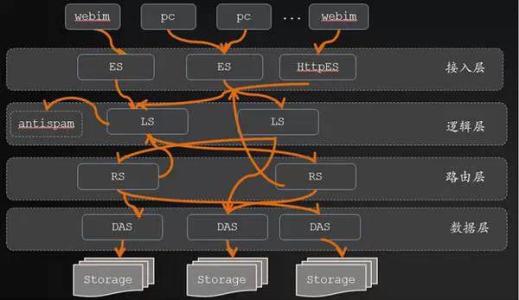 webim pc pc ... webim
ES ES HttpES 接入层
antispam LS LS 逻辑层
RS RS 路由层
DAS DAS DAS 数据层
Storage Storage Storage